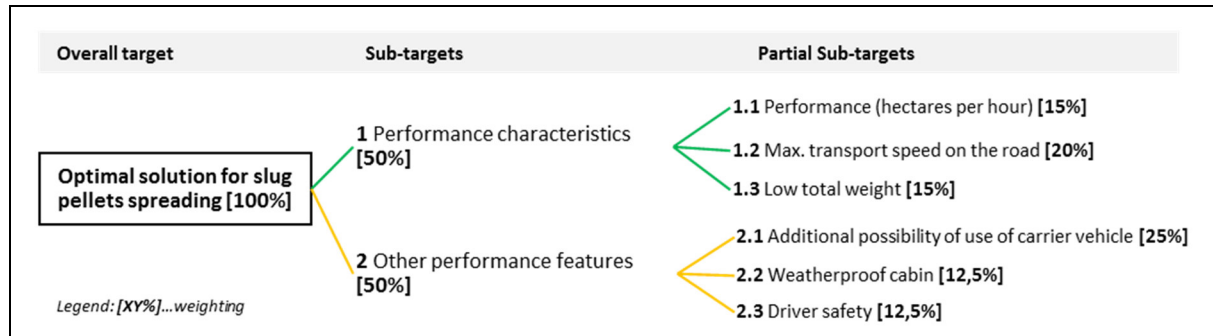 Overall target
Sub-targets
Partial Sub-targets
Optimal solution for slug
pellets spreading [100%]
1 Performance characteristics
[50%]
1.1 Performance (hectares per hour) [15%]
1.2 Max. transport speed on the road [20%]
1.3 Low total weight [15%]
2 Other performance features
[50%]
2.1 Additional possibility of use of carrier vehicle [25%]
2.2 Weatherproof cabin [12,5%]
2.3 Driver safety [12,5%]
Legend: [XY%]...weighting